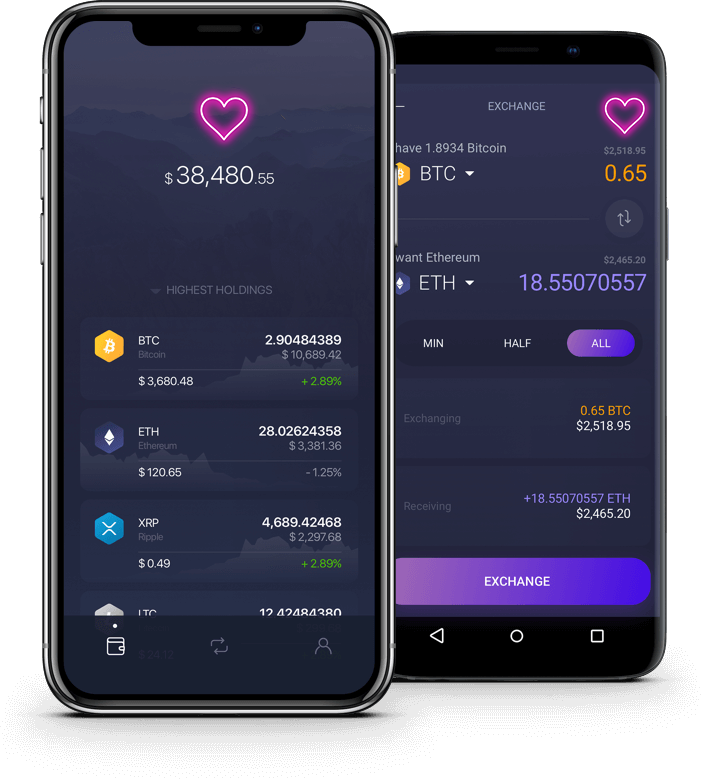 $ 38,480.55
HIGHEST HOLDINGS
BTC 2.90484389
Bitcoin $ 10,689.42
$ 3,680.48 + 2.89%
ETH 28.02624358
Ethereum $ 3,381.36
$ 120.65 - 1.25%
XRP 4,689.42468
Ripple $ 2,297.68
$ 0.49 + 2.89%
LTC 12.42484380
EXCHANGE
have 1.8934 Bitcoin $2,518.95
BTC 0.65
want Ethereum $2,465.20
ETH 18.55070557
MIN HALF ALL
Exchanging 0.65 BTC
$2,518.95
Receiving +18.55070557 ETH
$2,465.20
EXCHANGE